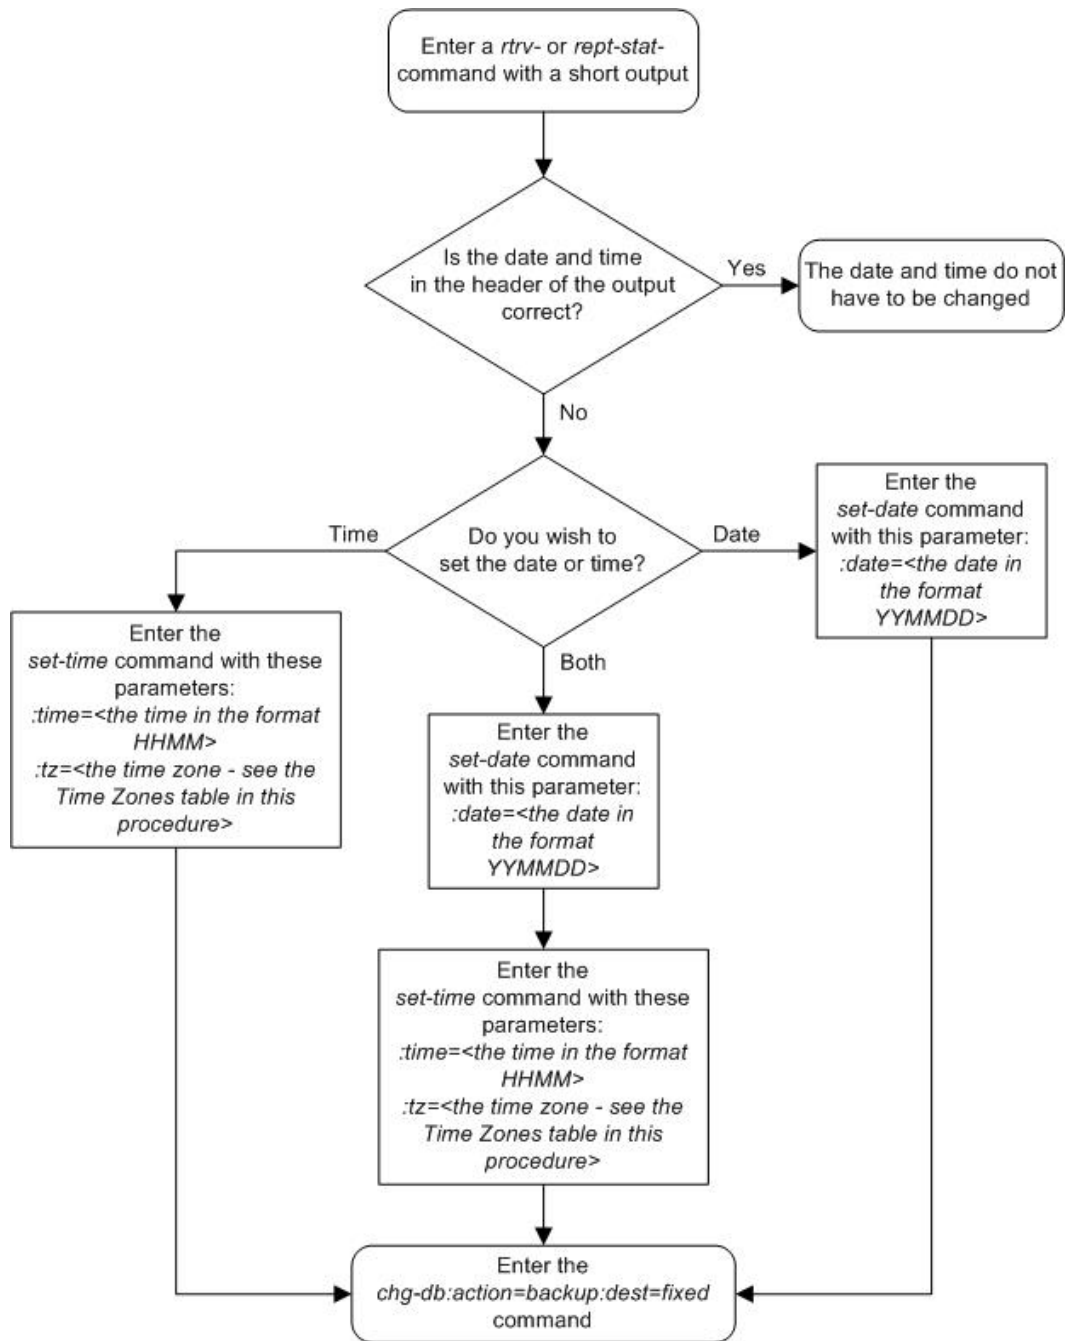 Enter a rtrv- or rept-stat-
command with a short output
Is the date and time
in the header of the output
correct?
Yes
The date and time do not
have to be changed
No
Do you wish to
set the date or time?
Time
Date
Both
Enter the
set-date command
with this parameter:
:date=<the date in
the format
YYMMDD>
Enter the
set-time command with these
parameters:
:time=<the time in the format
HHMM>
:tz=<the time zone - see the
Time Zones table in this
procedure>
Enter the
set-date command
with this parameter:
:date=<the date in
the format
YYMMDD>
Enter the
set-time command with these
parameters:
:time=<the time in the format
HHMM>
:tz=<the time zone - see the
Time Zones table in this
procedure>
Enter the
chg-db:action=backup:dest=fixed
command